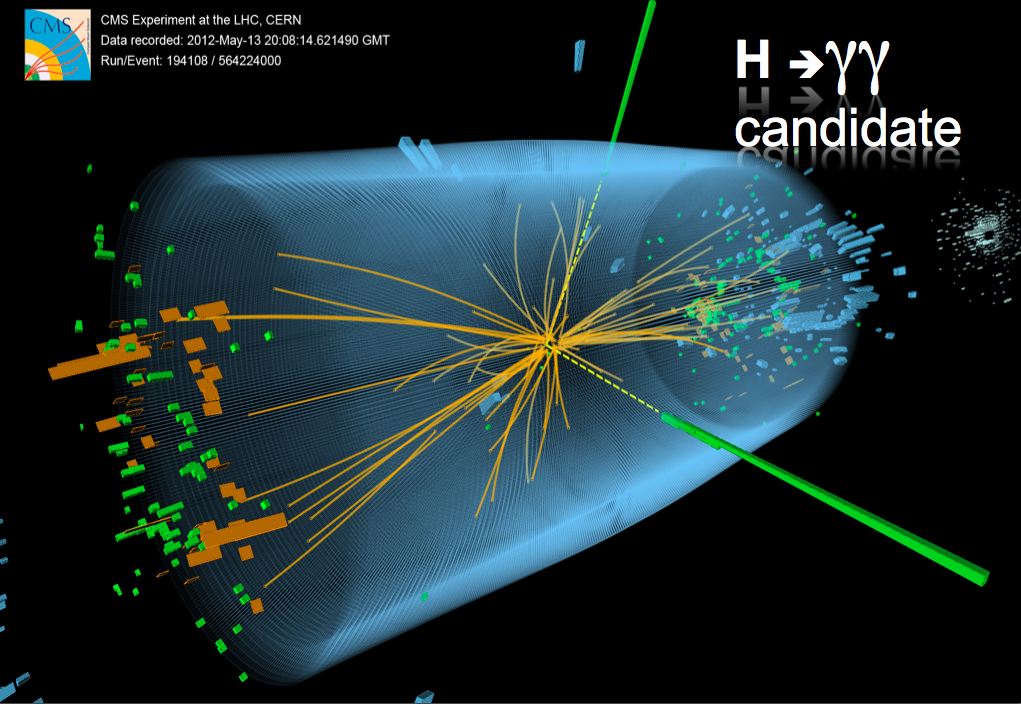 CMS
CMS Experiment at the LHC, CERN
Data recorded: 2012-May-13 20:08:14.621490 GMT
Run/Event: 194108 / 564224000
H ➔γγ
candidate